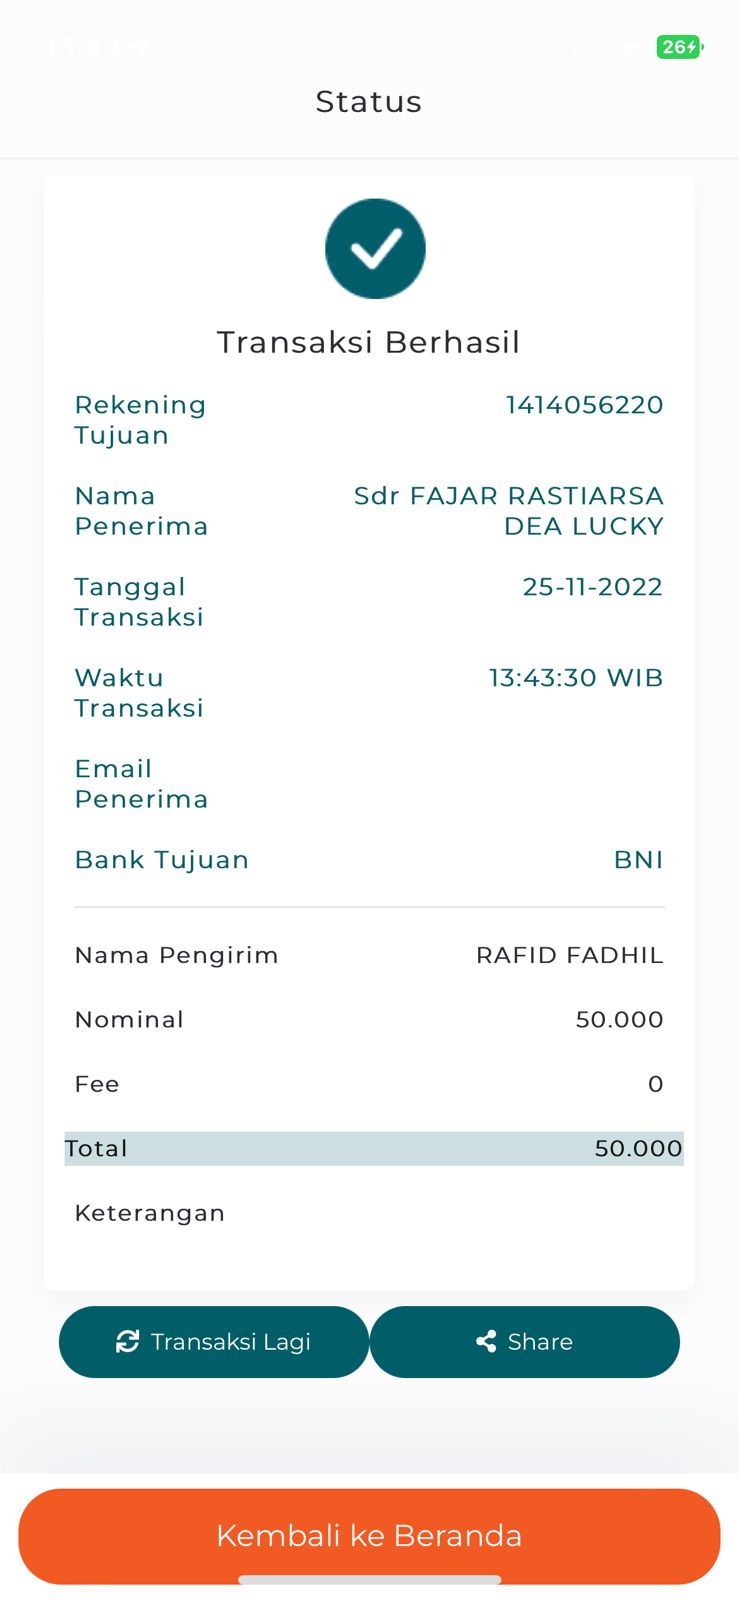 13:43
26
Status
Transaksi Berhasil
Rekening Tujuan 1414056220
Nama Penerima Sdr FAJAR RASTIARSA DEA LUCKY
Tanggal Transaksi 25-11-2022
Waktu Transaksi 13:43:30 WIB
Email Penerima
Bank Tujuan BNI
Nama Pengirim RAFID FADHIL
Nominal 50.000
Fee 0
Total 50.000
Keterangan
Transaksi Lagi Share
Kembali ke Beranda